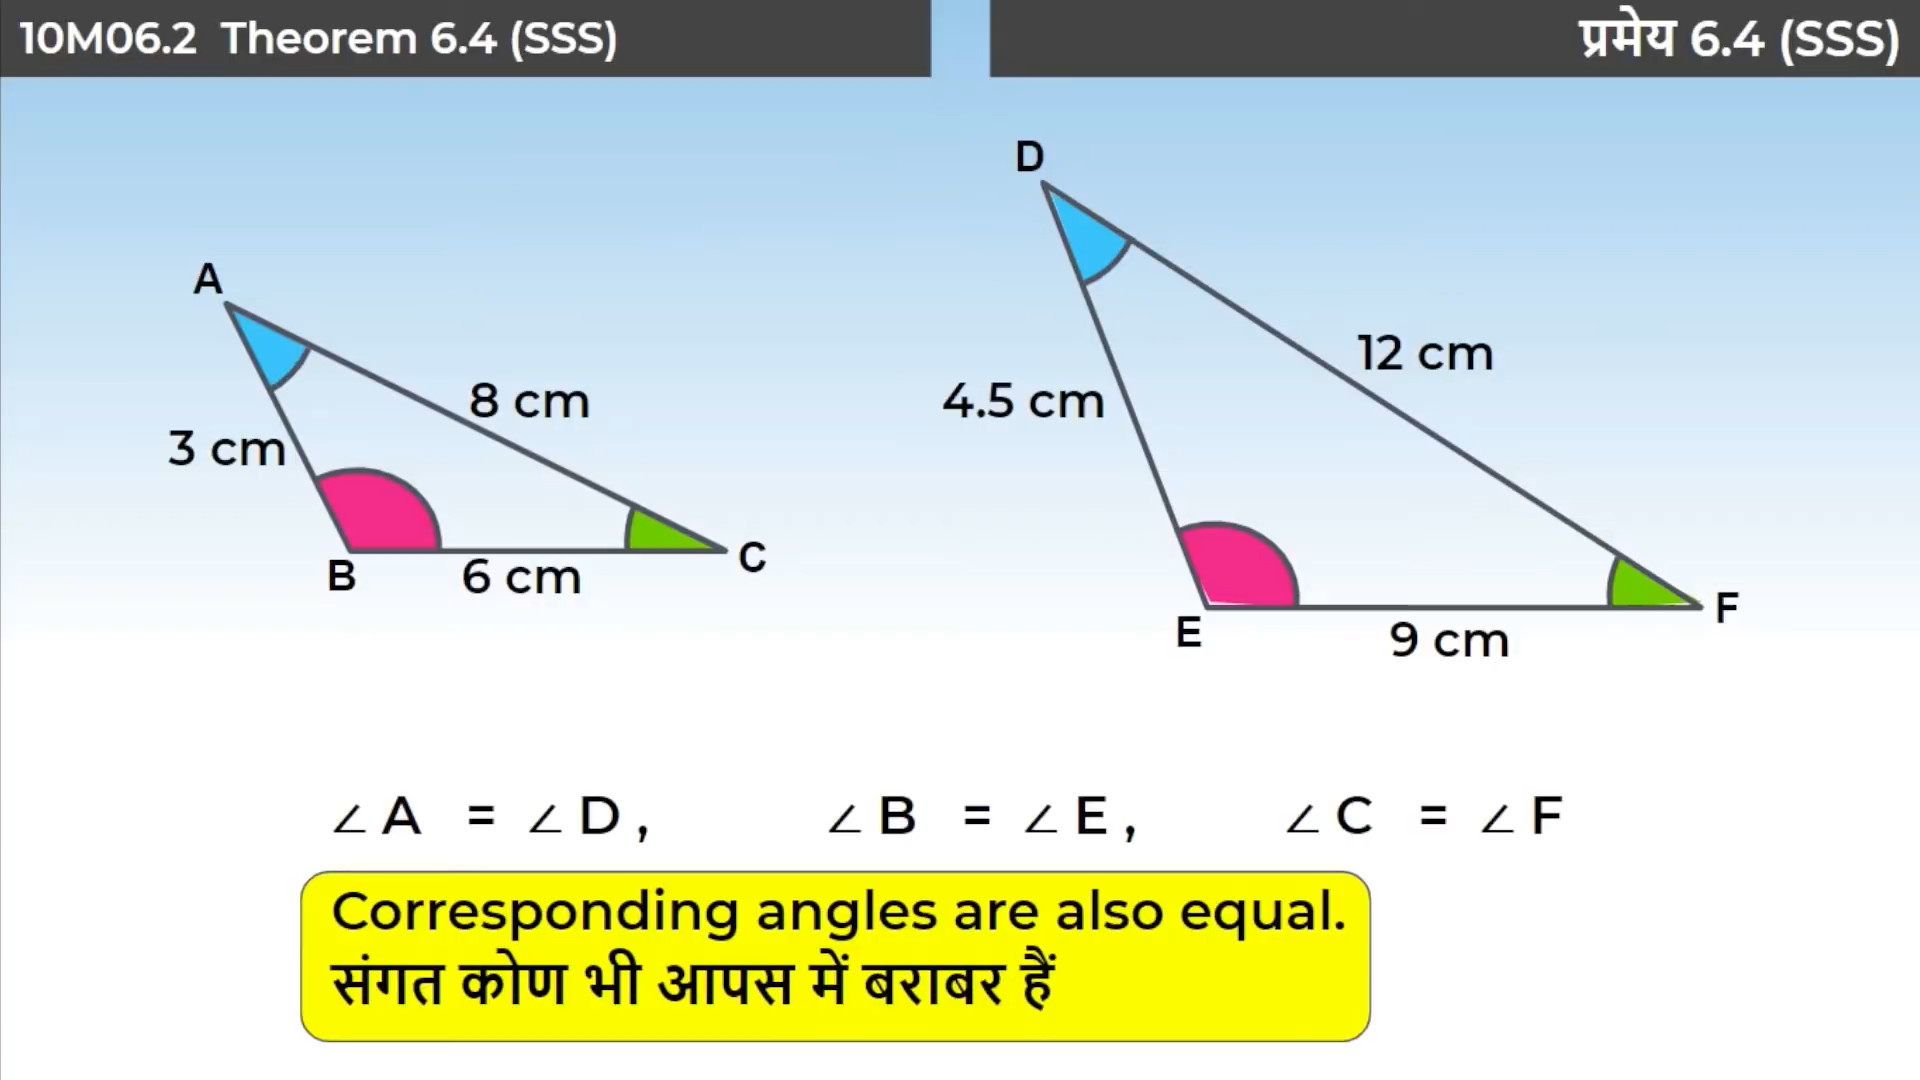 10M06.2 Theorem 6.4 (SSS)
प्रमेय 6.4 (SSS)
A
8 cm
3 cm
B
6 cm
C
D
12 cm
4.5 cm
E
9 cm
F
∠ A = ∠ D , ∠ B = ∠ E , ∠ C = ∠ F
Corresponding angles are also equal.
संगत कोण भी आपस में बराबर हैं